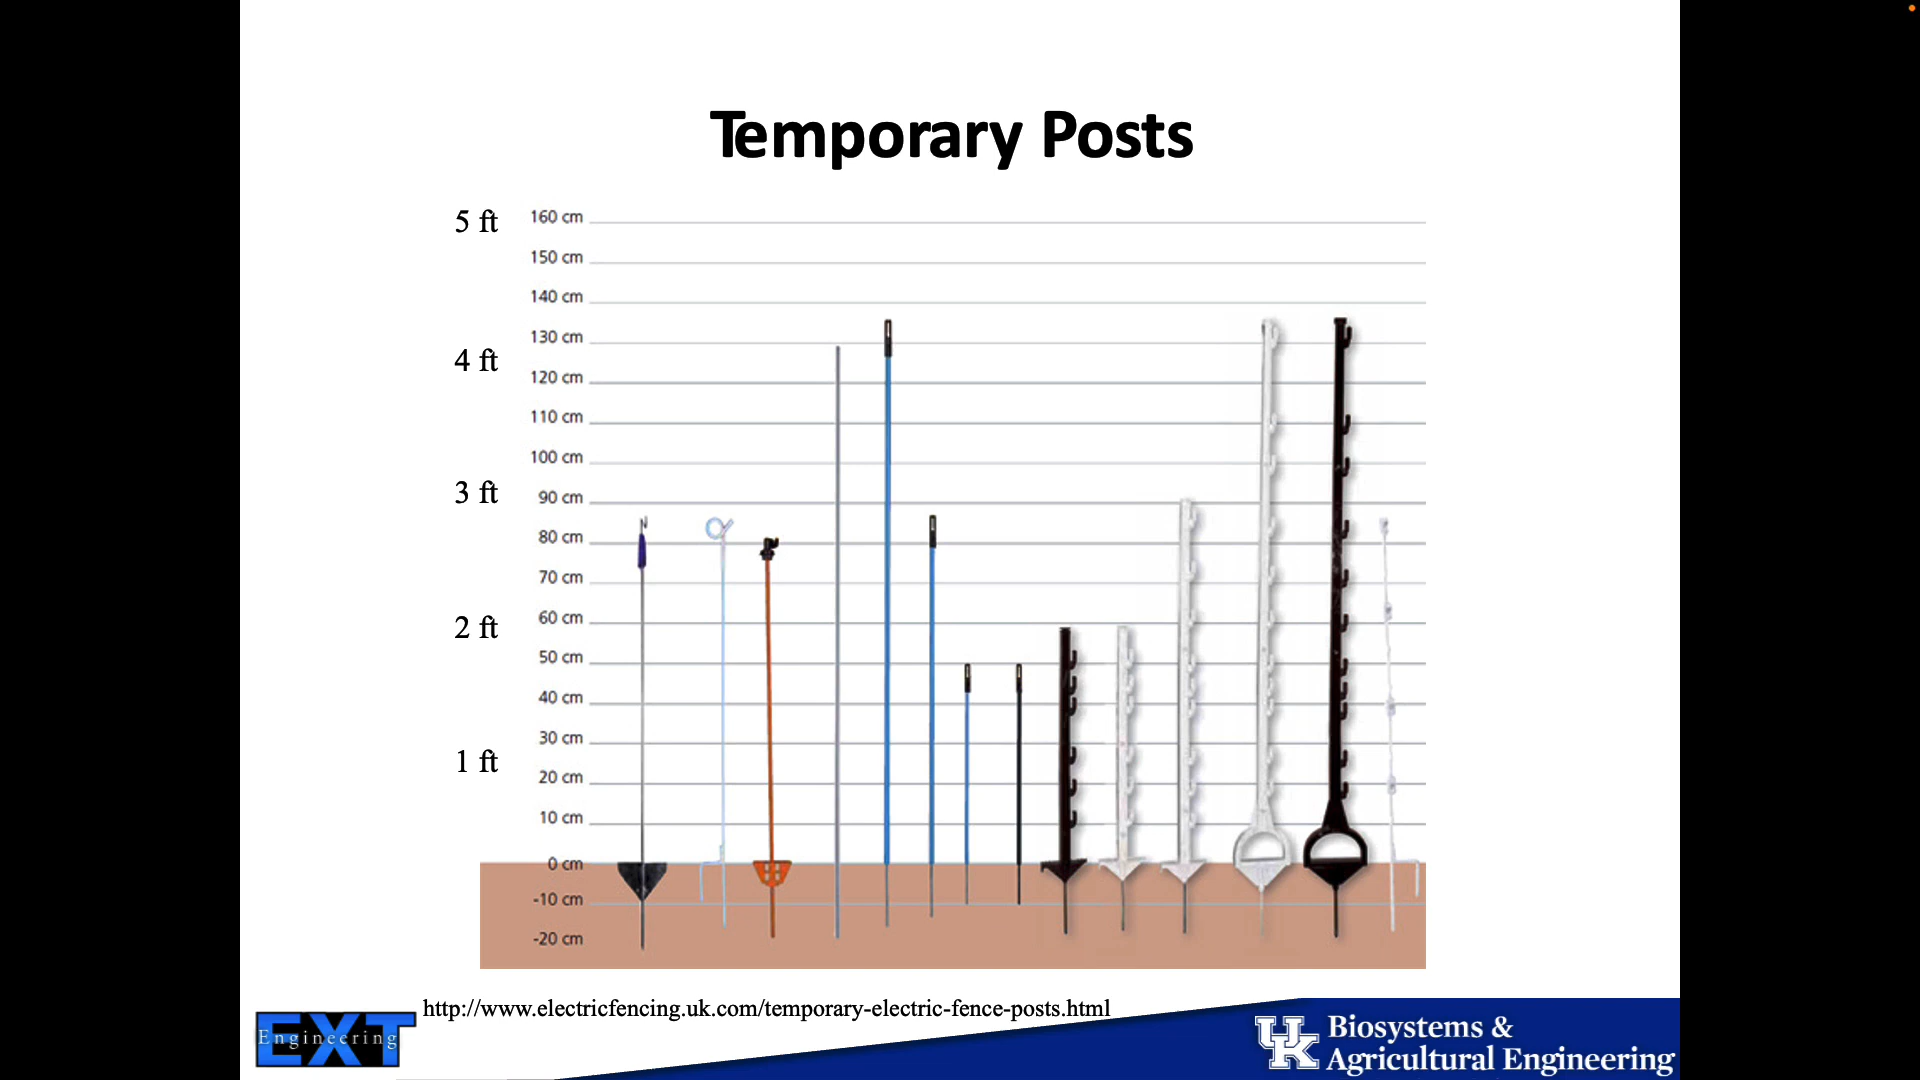 Temporary Posts
5 ft
160 cm
150 cm
140 cm
130 cm
4 ft
120 cm
110 cm
100 cm
3 ft
90 cm
80 cm
70 cm
2 ft
60 cm
50 cm
40 cm
30 cm
1 ft
20 cm
10 cm
0 cm
-10 cm
-20 cm
http://www.electricfencing.uk.com/temporary-electric-fence-posts.html
EXT
Engineering
UK
Biosystems &
Agricultural Engineering